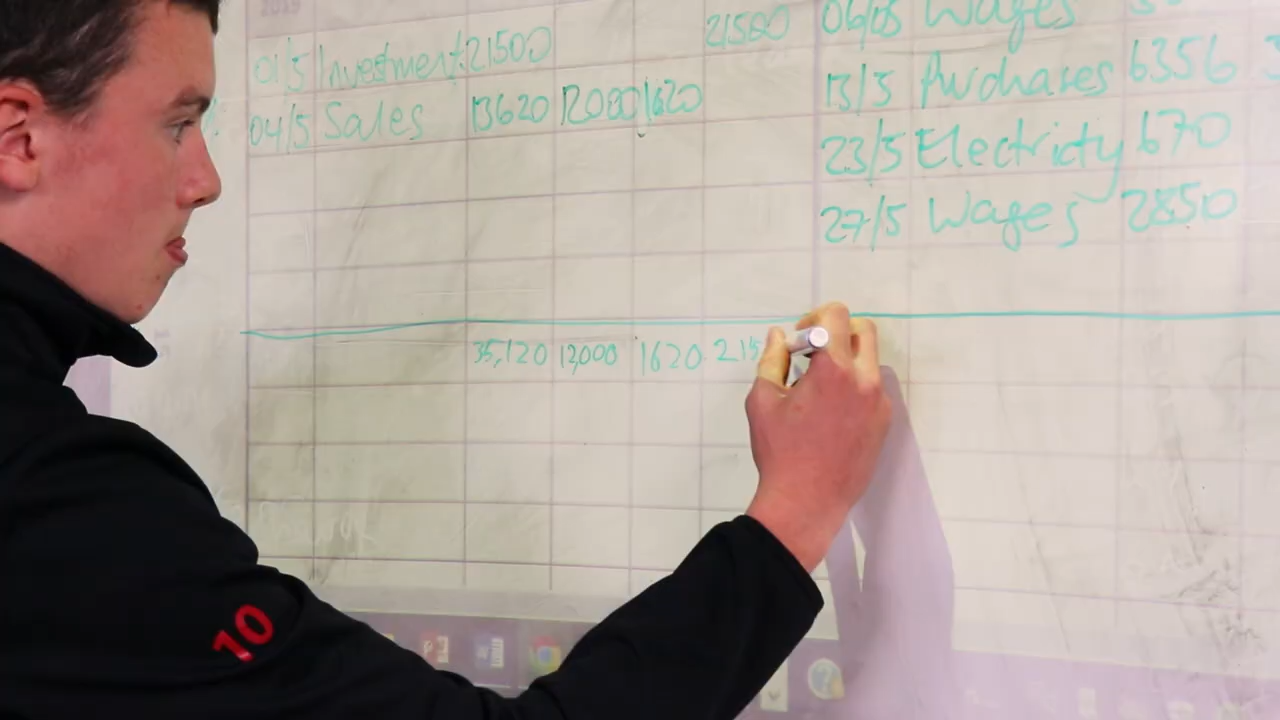 01/5 Investment 21500 21500
04/5 Sales 13620 12000 1620
35,120 12,000 1620 215
06/05 Wages
13/5 Purchases 6356 3
23/5 Electricity 670
27/5 Wages 2850
10